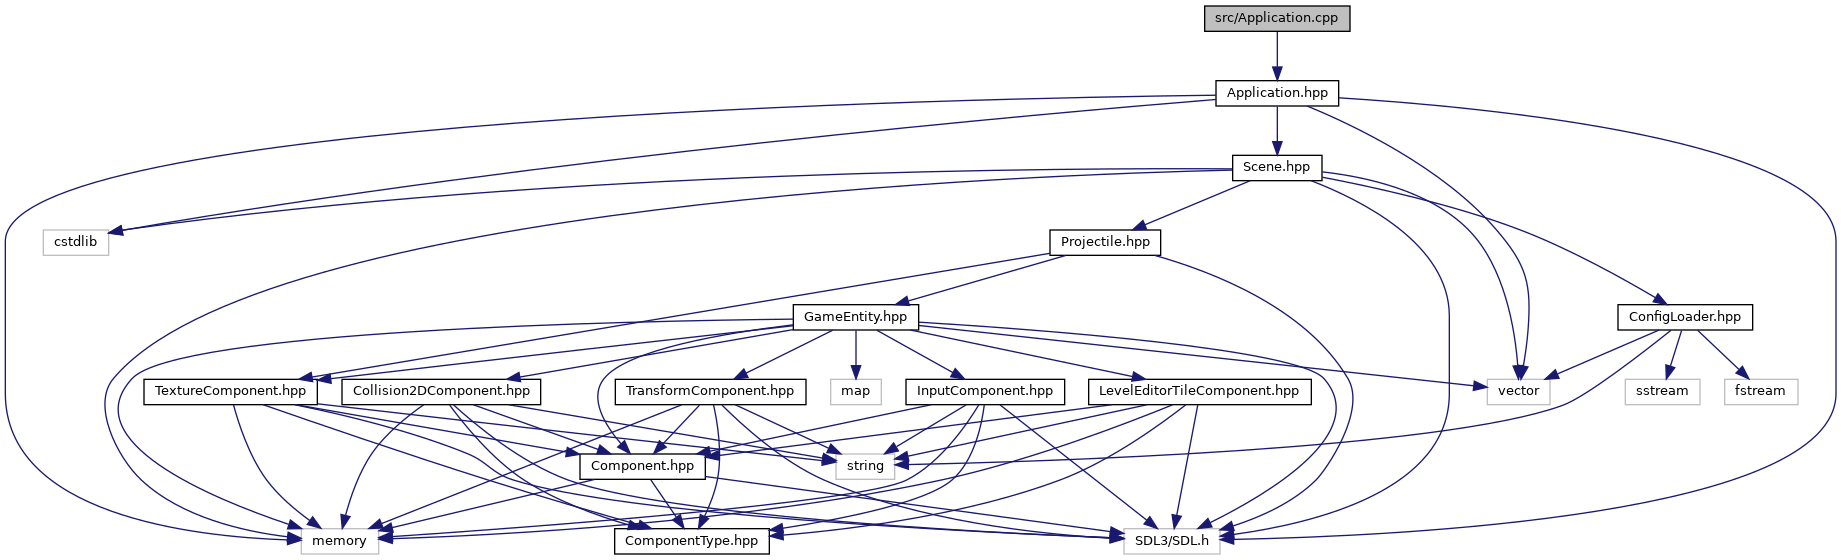 src/Application.cpp
Application.hpp
Scene.hpp
cstdlib
Projectile.hpp
GameEntity.hpp
ConfigLoader.hpp
TextureComponent.hpp
Collision2DComponent.hpp
TransformComponent.hpp
map
InputComponent.hpp
LevelEditorTileComponent.hpp
vector
sstream
fstream
Component.hpp
string
memory
ComponentType.hpp
SDL3/SDL.h